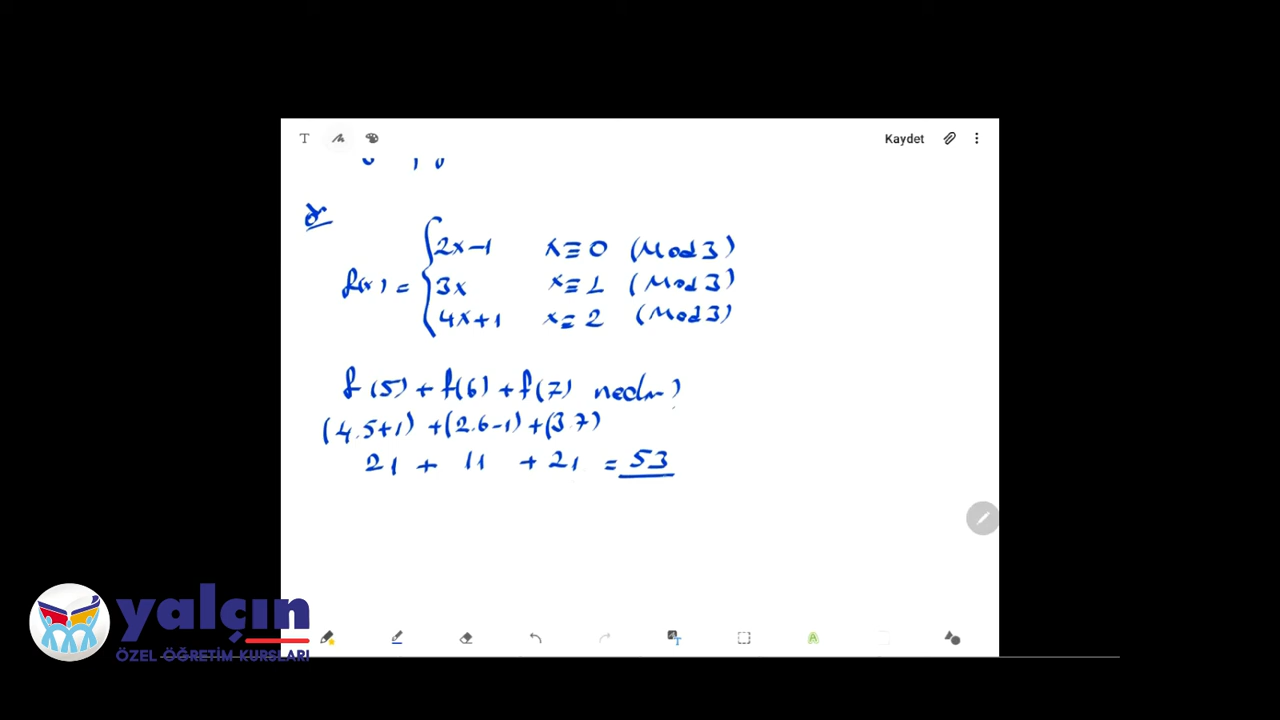 T Kaydet
ör
2x-1 x≡0 (Mod 3)
f(x) = 3x x≡1 (Mod 3)
4x+1 x≡2 (Mod 3)
f(5) + f(6) + f(7) nedir?
(4.5+1) + (2.6-1) + (3.7)
21 + 11 + 21 = 53
yalçın
ÖZEL ÖĞRETİM KURSLARI